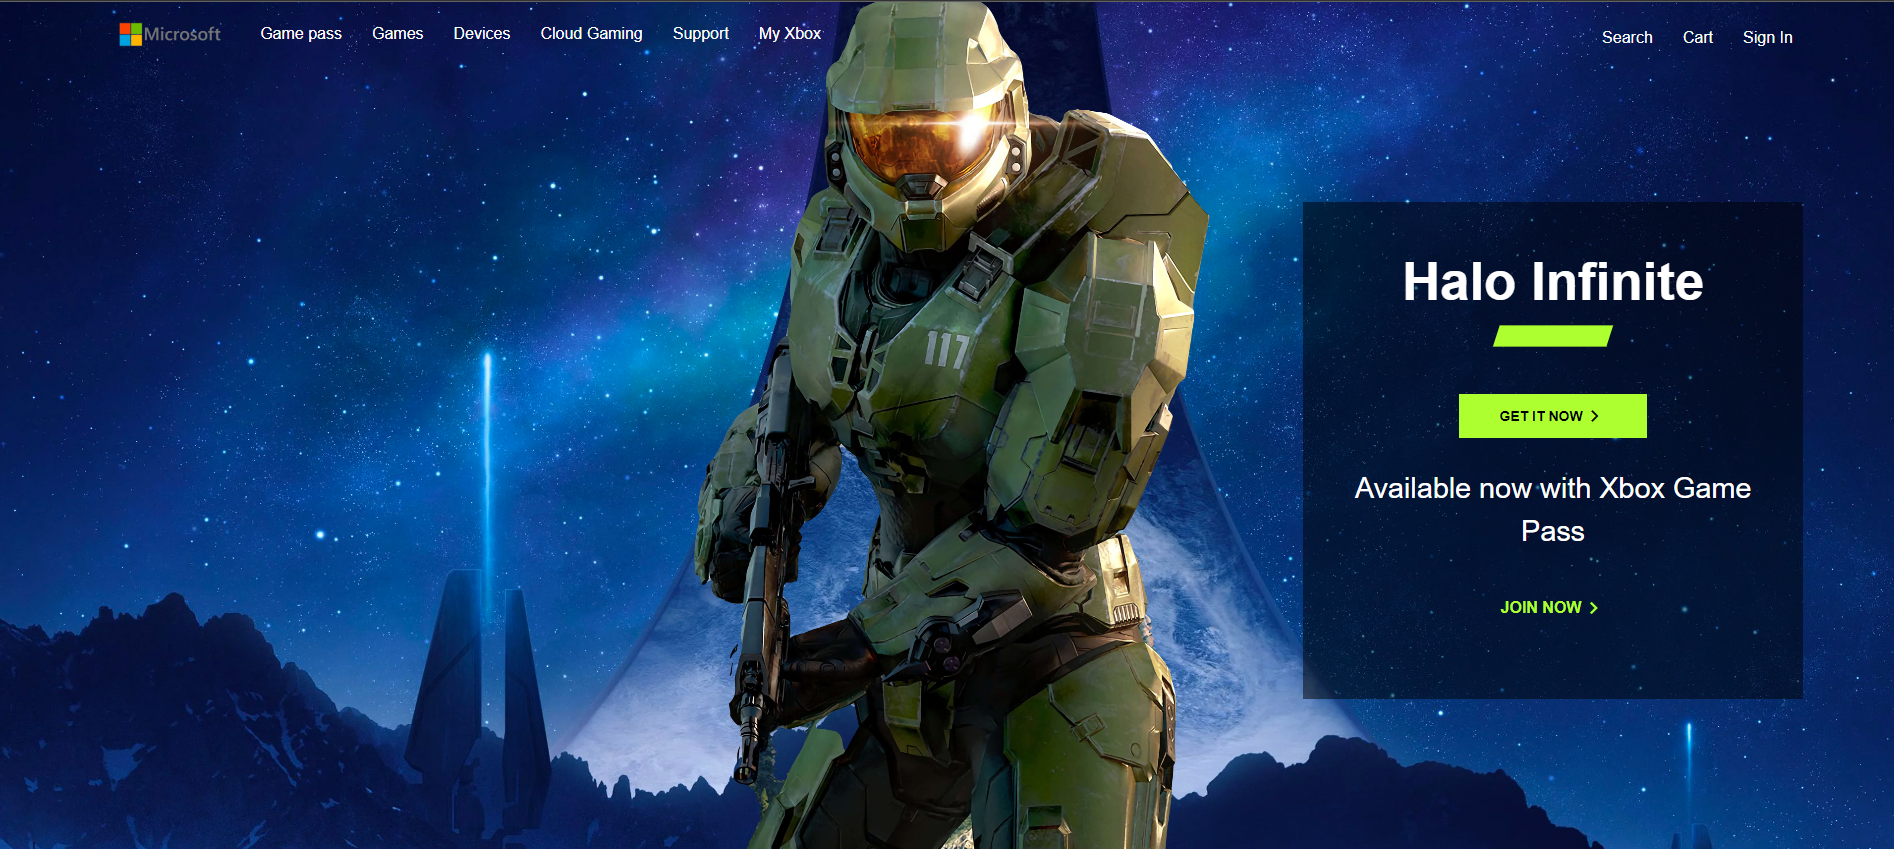 Microsoft
Game pass
Games
Devices
Cloud Gaming
Support
My Xbox
Search
Cart
Sign In
Halo Infinite
GET IT NOW
117
Available now with Xbox Game
Pass
JOIN NOW